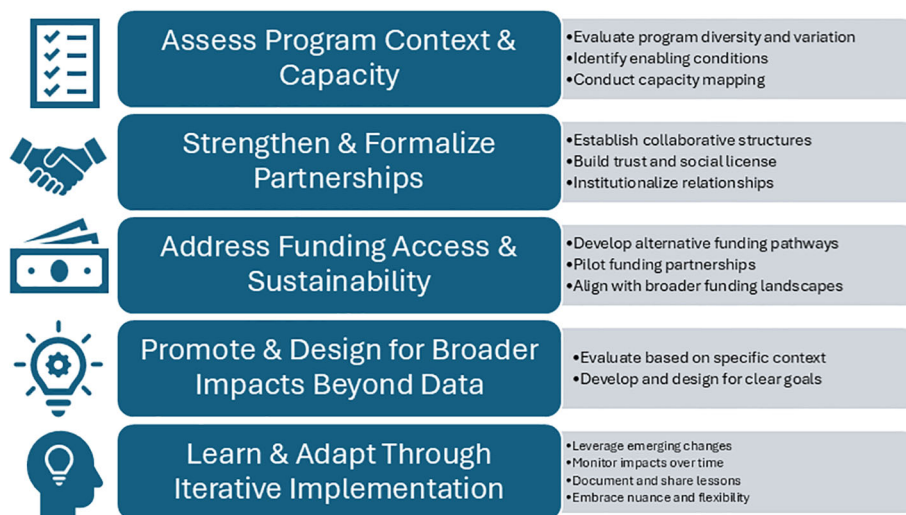 Assess Program Context &
Capacity
•Evaluate program diversity and variation
•Identify enabling conditions
•Conduct capacity mapping
Strengthen & Formalize
Partnerships
•Establish collaborative structures
•Build trust and social license
•Institutionalize relationships
Address Funding Access &
Sustainability
•Develop alternative funding pathways
•Pilot funding partnerships
•Align with broader funding landscapes
Promote & Design for Broader
Impacts Beyond Data
•Evaluate based on specific context
•Develop and design for clear goals
Learn & Adapt Through
Iterative Implementation
•Leverage emerging changes
•Monitor impacts over time
•Document and share lessons
•Embrace nuance and flexibility